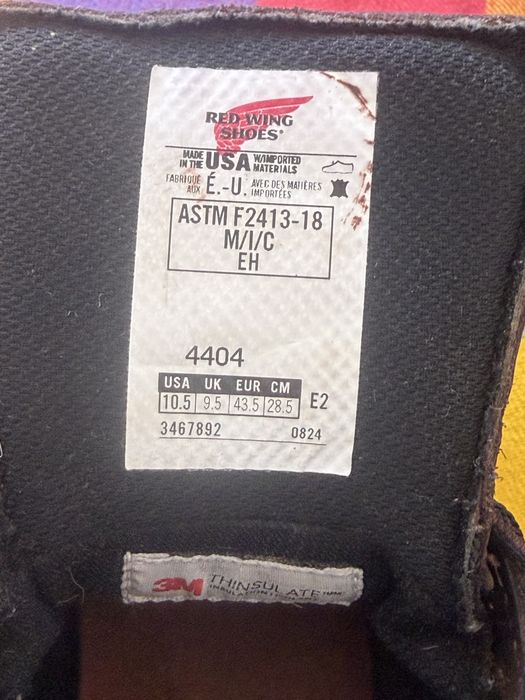 RED WING
SHOES®
MADE IN THE USA W/IMPORTED MATERIALS
FABRIQUÉ AUX É.-U. AVEC DES MATIÈRES IMPORTÉES
ASTM F2413-18
M/I/C
EH
4404
USA UK EUR CM
10.5 9.5 43.5 28.5 E2
3467892 0824
3M THINSULATE
INSULATION